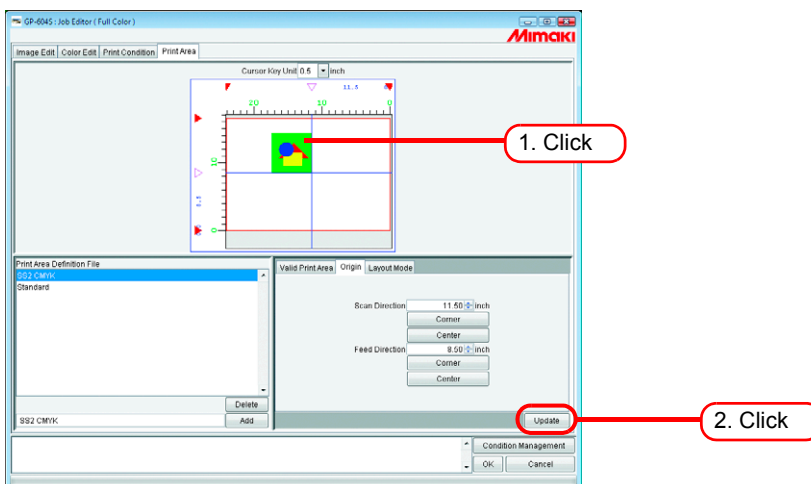 GP-604S : Job Editor ( Full Color )
Mimaki
Image Edit Color Edit Print Condition Print Area
Cursor Key Unit 0.5 inch
11.5
20 10 0
1. Click
10
8.5
0
Print Area Definition File
SS2 CMYK
Standard
Valid Print Area Origin Layout Mode
Scan Direction 11.50 inch
Corner
Center
Feed Direction 8.50 inch
Corner
Center
Delete
SS2 CMYK Add
Update
2. Click
Condition Management
OK Cancel